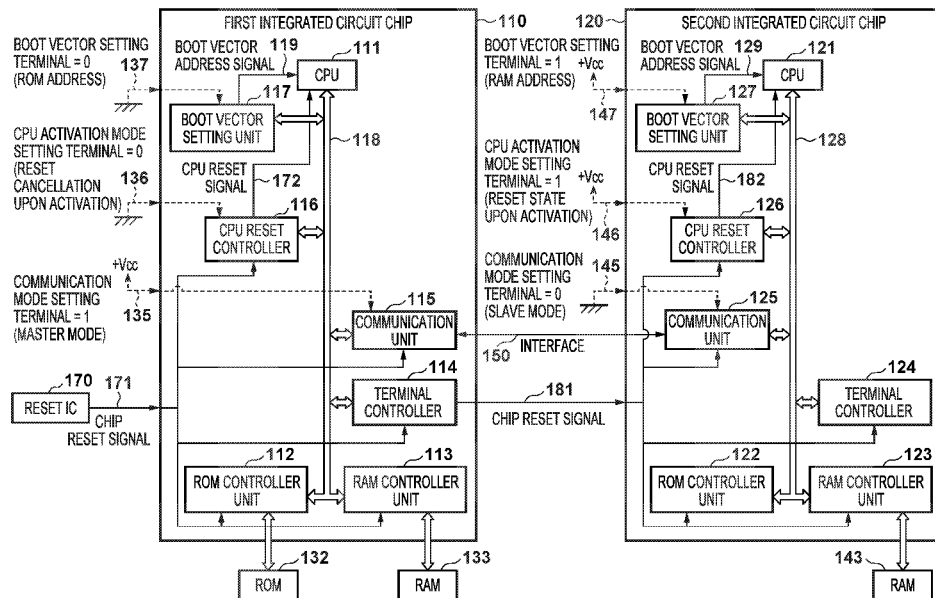 FIRST INTEGRATED CIRCUIT CHIP
110
BOOT VECTOR SETTING
TERMINAL = 0
(ROM ADDRESS)
137
BOOT VECTOR
ADDRESS SIGNAL
119
111
CPU
117
BOOT VECTOR
SETTING UNIT
118
CPU ACTIVATION MODE
SETTING TERMINAL = 0
(RESET
CANCELLATION
UPON ACTIVATION)
136
CPU RESET
SIGNAL
172
116
CPU RESET
CONTROLLER
+Vcc
COMMUNICATION
MODE SETTING
TERMINAL = 1
(MASTER MODE)
135
115
COMMUNICATION
UNIT
150
INTERFACE
114
TERMINAL
CONTROLLER
181
CHIP RESET SIGNAL
170
RESET IC
171
CHIP
RESET SIGNAL
112
ROM CONTROLLER
UNIT
113
RAM CONTROLLER
UNIT
132
ROM
133
RAM
120
SECOND INTEGRATED CIRCUIT CHIP
BOOT VECTOR SETTING
TERMINAL = 1
(RAM ADDRESS)
+Vcc
147
BOOT VECTOR
ADDRESS SIGNAL
129
121
CPU
127
BOOT VECTOR
SETTING UNIT
128
CPU ACTIVATION MODE
SETTING
TERMINAL = 1
(RESET STATE
UPON ACTIVATION)
+Vcc
146
CPU RESET
SIGNAL
182
126
CPU RESET
CONTROLLER
COMMUNICATION
MODE SETTING
TERMINAL = 0
(SLAVE MODE)
145
125
COMMUNICATION
UNIT
124
TERMINAL
CONTROLLER
122
ROM CONTROLLER
UNIT
123
RAM CONTROLLER
UNIT
143
RAM